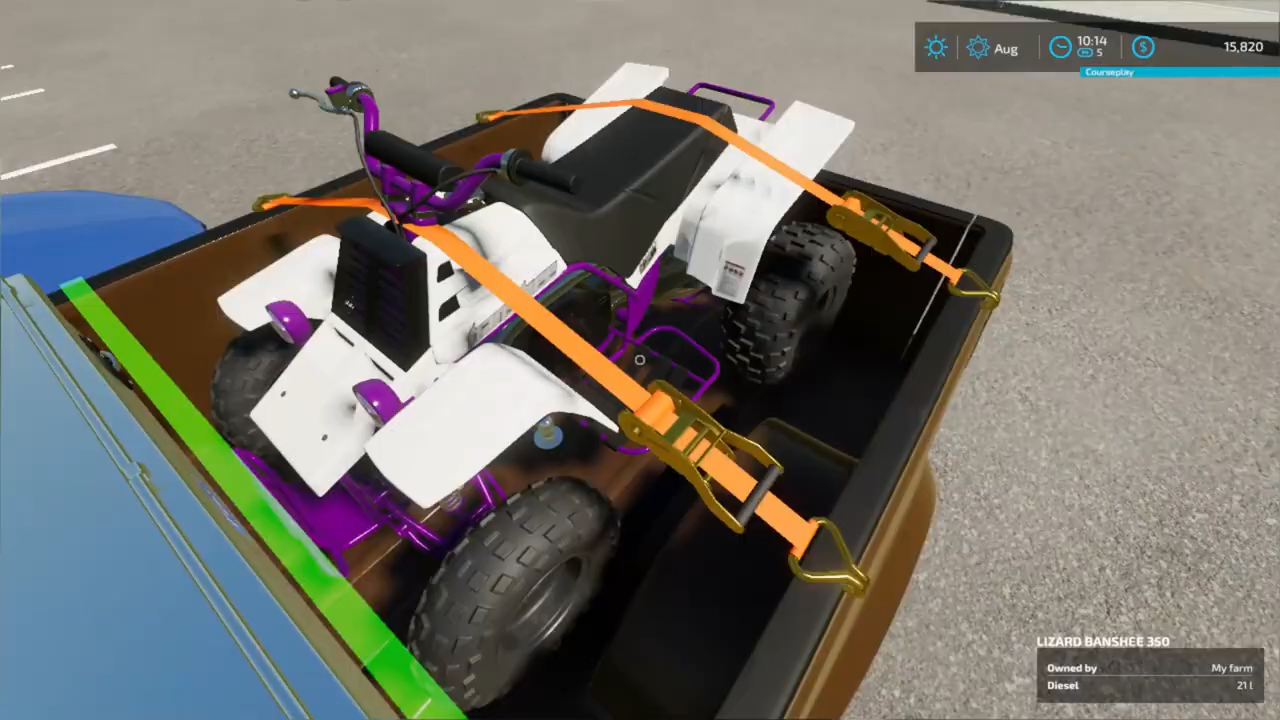 Aug
10:14
5
15,820
Courseplay
LIZARD BANSHEE 350
Owned by My farm
Diesel 21 l